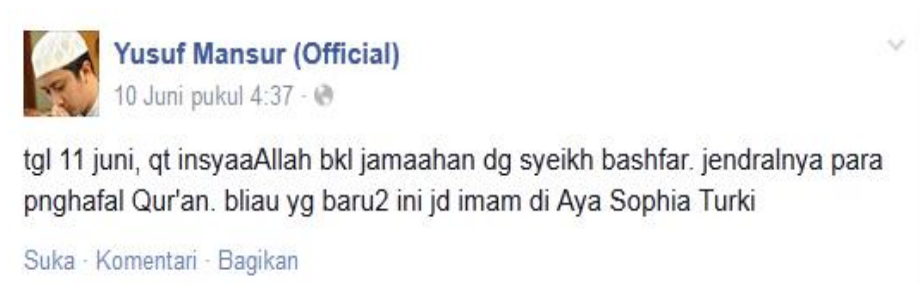 Yusuf Mansur (Official)
10 Juni pukul 4:37 ·
tgl 11 juni, qt insyaaAllah bkl jamaahan dg syeikh bashfar. jendralnya para
pnghafal Qur'an. bliau yg baru2 ini jd imam di Aya Sophia Turki
Suka · Komentari · Bagikan